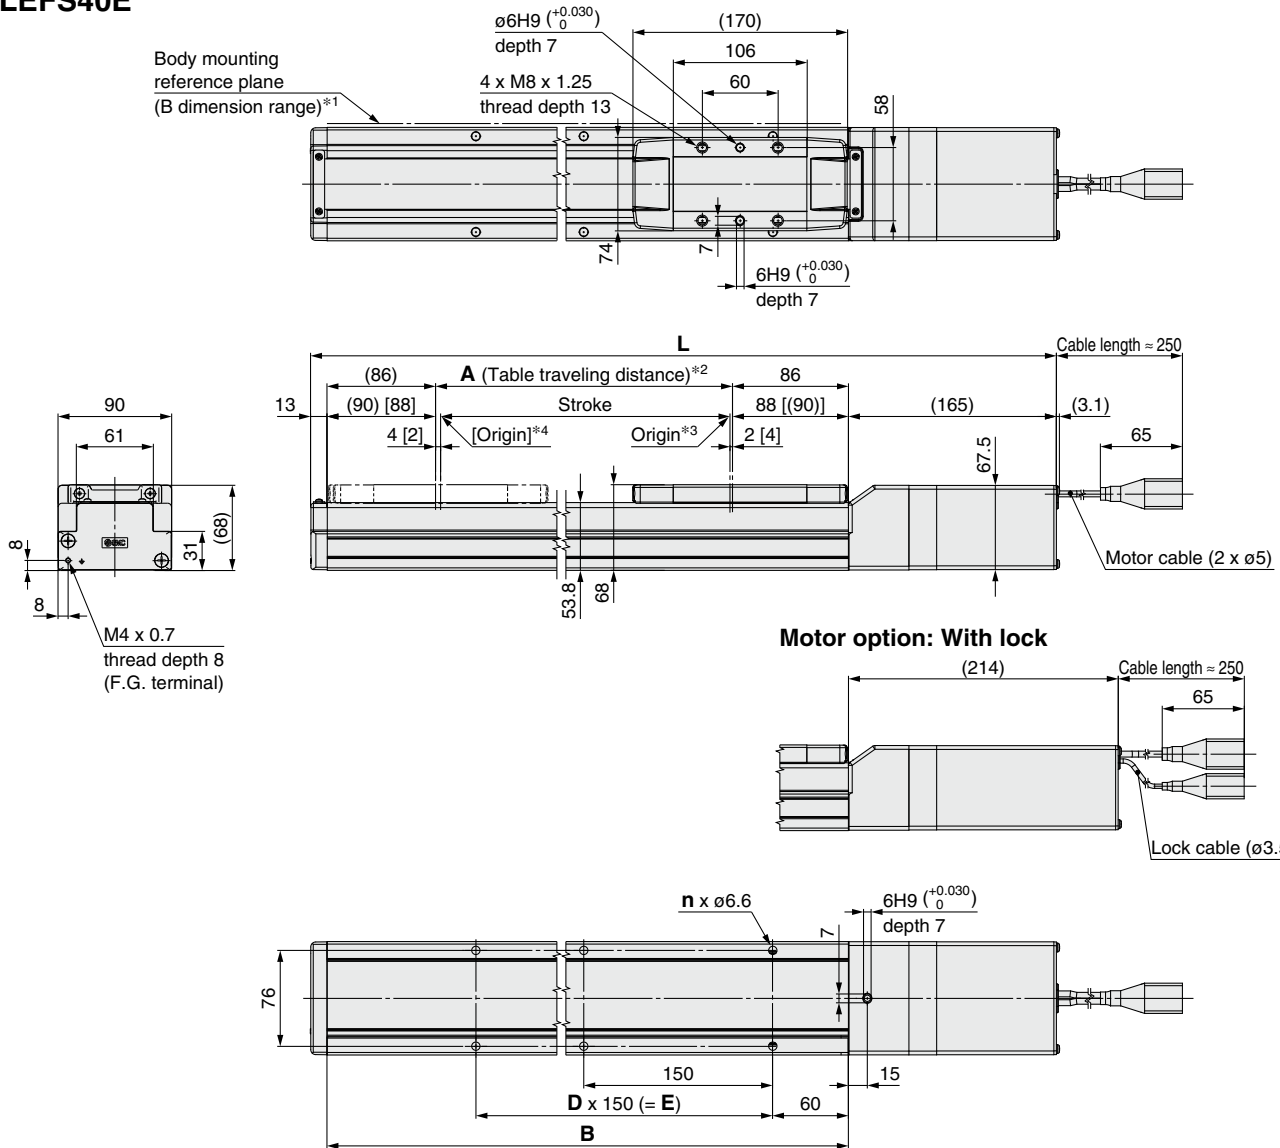 LEFS40E
ø6H9 (+0.030 0)
depth 7
(170)
106
60
58
Body mounting
reference plane
(B dimension range)*1
4 x M8 x 1.25
thread depth 13
74
7
6H9 (+0.030 0)
depth 7
L
Cable length ≈ 250
(86)
A (Table traveling distance)*2
86
13
(90) [88]
Stroke
88 [(90)]
(165)
(3.1)
4 [2]
[Origin]*4
Origin*3
2 [4]
65
67.5
90
61
(68)
31
8
8
SMC
53.8
68
Motor cable (2 x ø5)
M4 x 0.7
thread depth 8
(F.G. terminal)
Motor option: With lock
(214)
Cable length ≈ 250
65
Lock cable (ø3.5
n x ø6.6
6H9 (+0.030 0)
depth 7
7
76
150
15
D x 150 (= E)
60
B